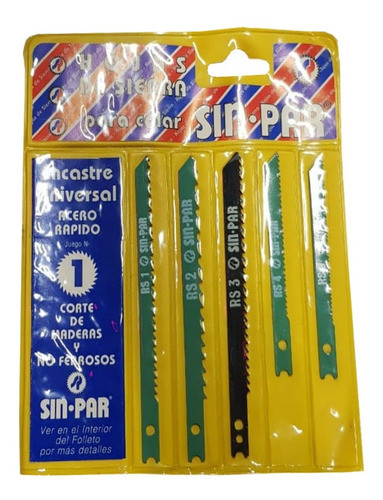 DE SIERRA
para calar
SIN-PAR
encastre
universal
ACERO
RAPIDO
Juego N·
1
CORTE
DE
MADERAS
Y
NO FERROSOS
SIN-PAR®
Ver en el Interior
del Folleto
por más detalles
RS 1 SIN-PAR
RS 2 SIN-PAR
RS 3 SIN-PAR
RS 4 SIN-PAR